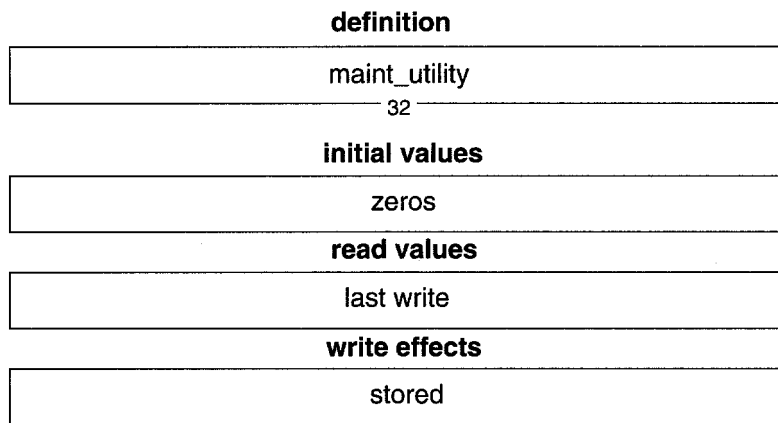 definition
maint_utility
32
initial values
zeros
read values
last write
write effects
stored